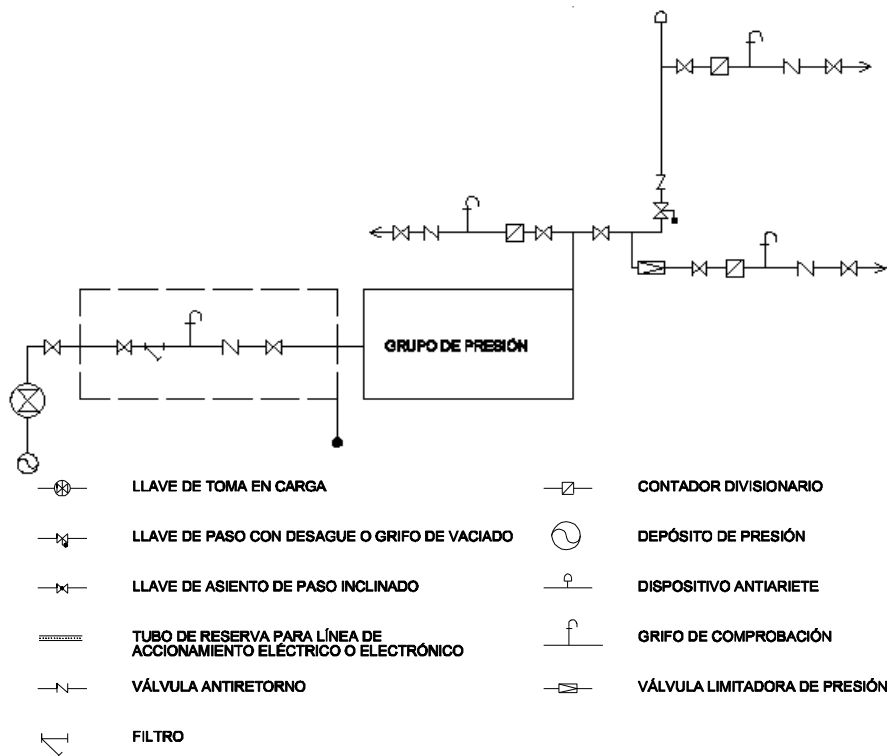 GRUPO DE PRESIÓN
LLAVE DE TOMA EN CARGA
LLAVE DE PASO CON DESAGUE O GRIFO DE VACIADO
LLAVE DE ASIENTO DE PASO INCLINADO
TUBO DE RESERVA PARA LÍNEA DE
ACCIONAMIENTO ELÉCTRICO O ELECTRÓNICO
VÁLVULA ANTIRETORNO
FILTRO
CONTADOR DIVISIONARIO
DEPÓSITO DE PRESIÓN
DISPOSITIVO ANTIARIETE
GRIFO DE COMPROBACIÓN
VÁLVULA LIMITADORA DE PRESIÓN